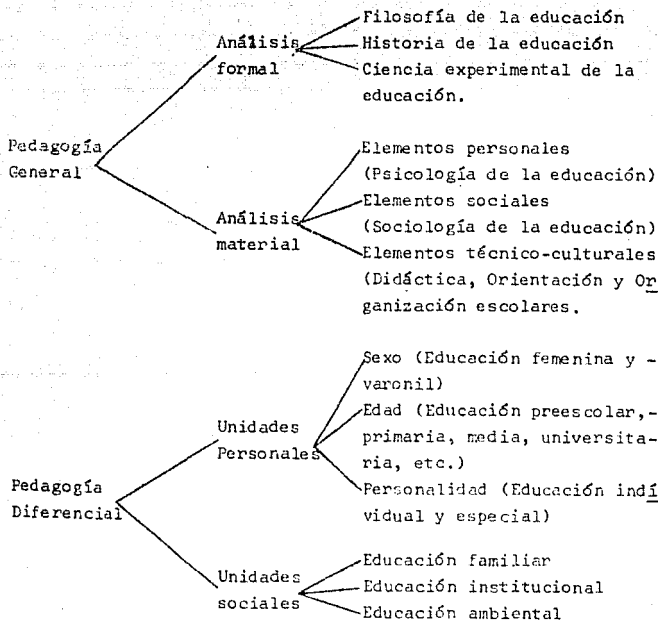 Pedagogía
General
Análisis
formal
Filosofía de la educación
Historia de la educación
Ciencia experimental de la
educación.
Análisis
material
Elementos personales
(Psicología de la educación)
Elementos sociales
(Sociología de la educación)
Elementos técnico-culturales
(Didáctica, Orientación y Or
ganización escolares.
Pedagogía
Diferencial
Unidades
Personales
Sexo (Educación femenina y -
varonil)
Edad (Educación preescolar,-
primaria, media, universita-
ria, etc.)
Personalidad (Educación indí
vidual y especial)
Unidades
sociales
Educación familiar
Educación institucional
Educación ambiental